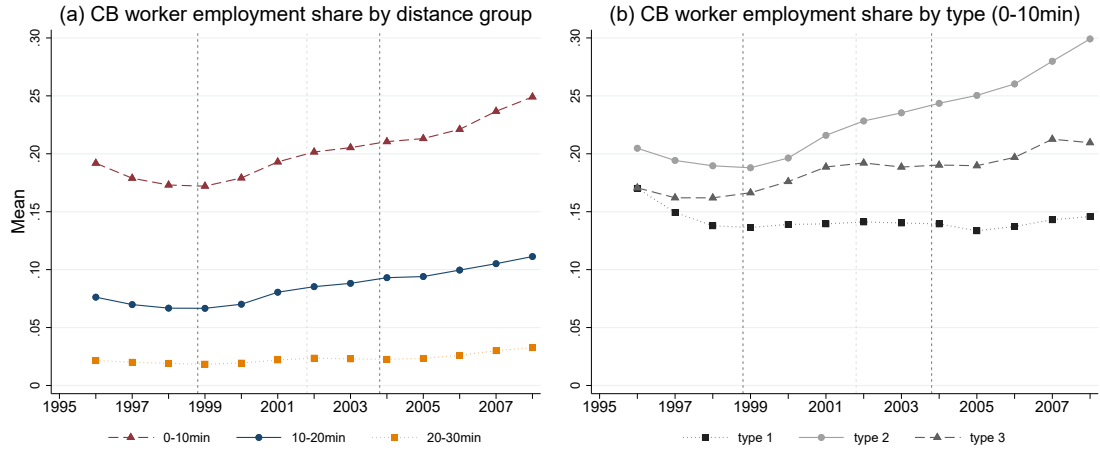 (a) CB worker employment share by distance group
Mean
.30
.25
.20
.15
.10
.05
0
1995 1997 1999 2001 2003 2005 2007
0-10min 10-20min 20-30min
(b) CB worker employment share by type (0-10min)
.30
.25
.20
.15
.10
.05
0
1995 1997 1999 2001 2003 2005 2007
type 1 type 2 type 3